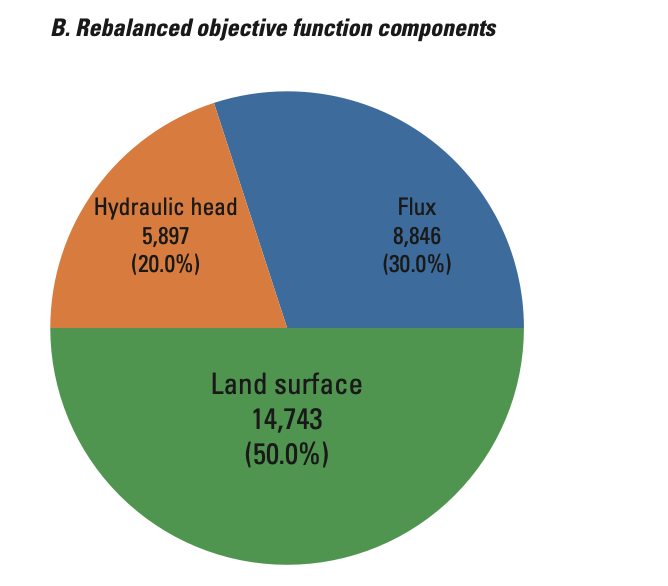 B. Rebalanced objective function components
Hydraulic head
5,897
(20.0%)
Flux
8,846
(30.0%)
Land surface
14,743
(50.0%)